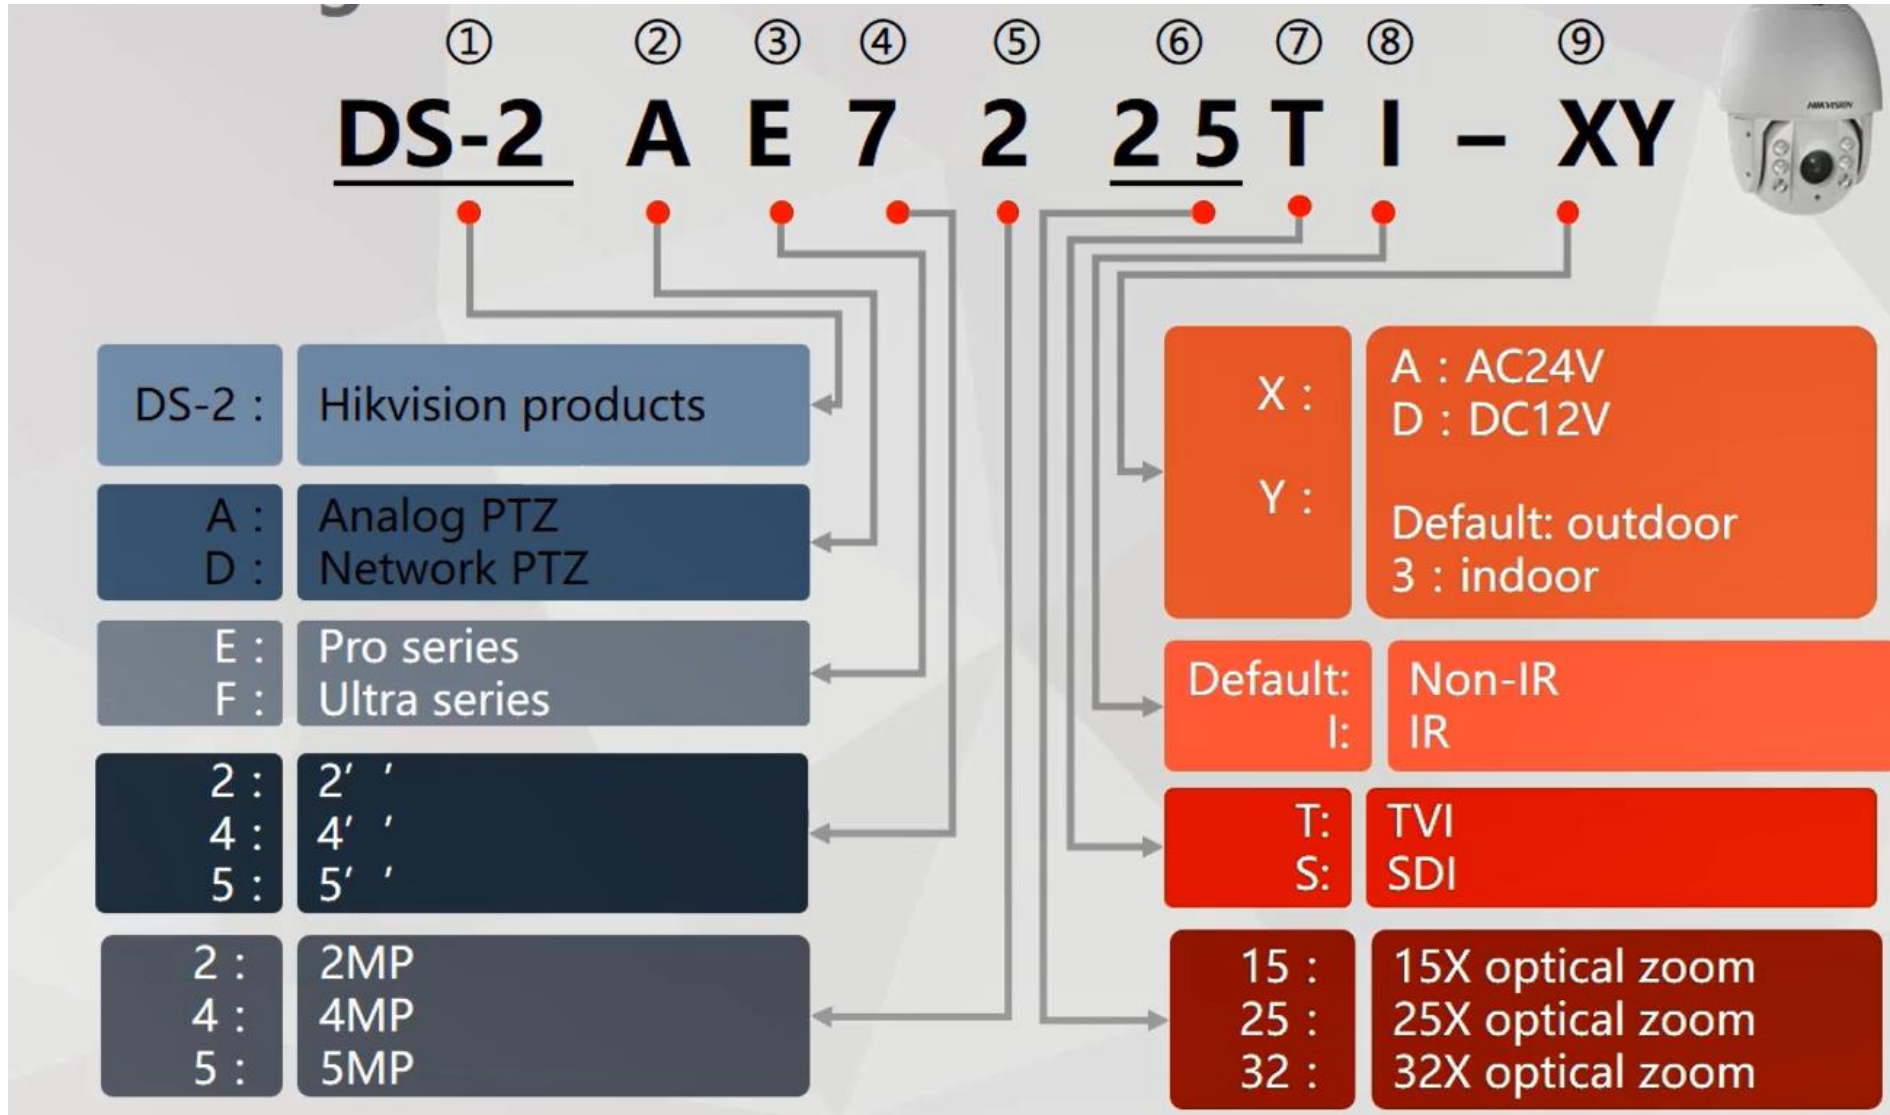 ① ② ③ ④ ⑤ ⑥ ⑦ ⑧ ⑨
DS-2 A E 7 2 2 5 T I – XY
HIKVISION
DS-2 : Hikvision products
A : Analog PTZ
D : Network PTZ
E : Pro series
F : Ultra series
2 : 2′ ′
4 : 4′ ′
5 : 5′ ′
2 : 2MP
4 : 4MP
5 : 5MP
X : A : AC24V
D : DC12V
Y : Default: outdoor
3 : indoor
Default: Non-IR
I: IR
T: TVI
S: SDI
15 : 15X optical zoom
25 : 25X optical zoom
32 : 32X optical zoom